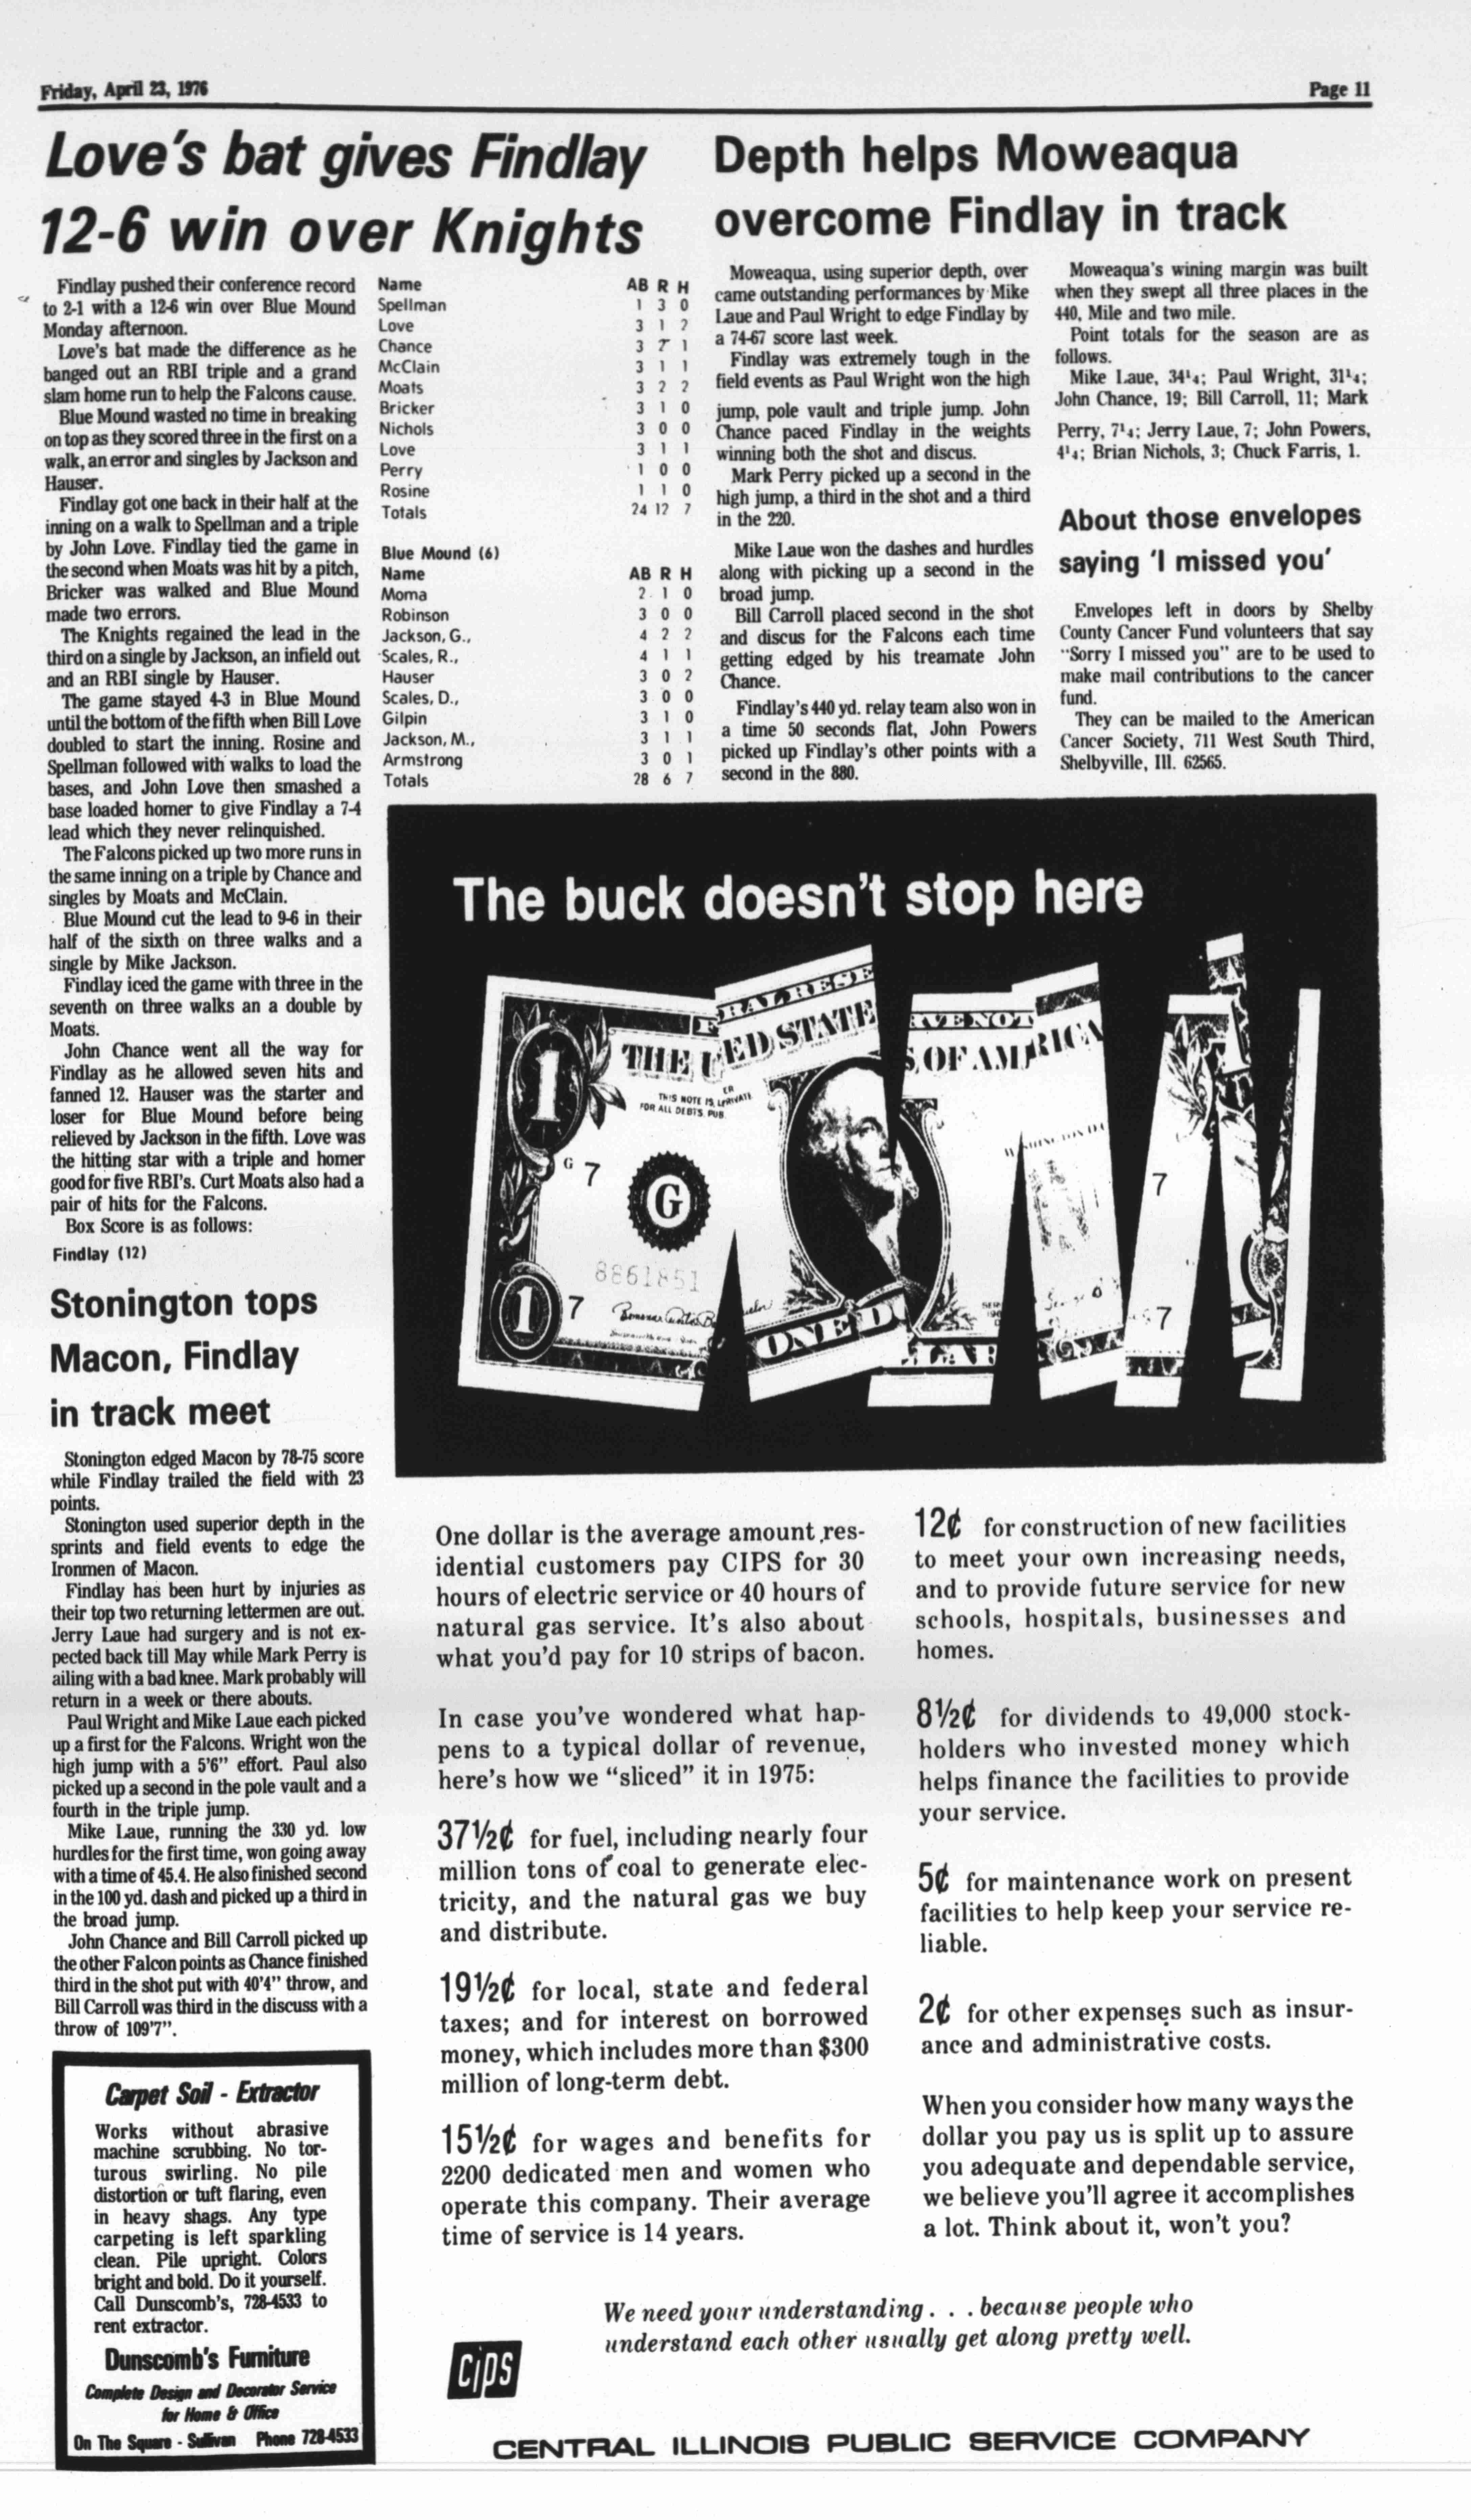 Friday, April 23, 1976
Page 11
Love's bat gives Findlay
12-6 win over Knights
Findlay pushed their conference record
to 2-1 with a 12-6 win over Blue Mound
Monday afternoon.
Love's bat made the difference as he
banged out an RBI triple and a grand
slam home run to help the Falcons cause.
Blue Mound wasted no time in breaking
on top as they scored three in the first on a
walk, an error and singles by Jackson and
Hauser.
Findlay got one back in their half at the
inning on a walk to Spellman and a triple
by John Love. Findlay tied the game in
the second when Moats was hit by a pitch,
Bricker was walked and Blue Mound
made two errors.
The Knights regained the lead in the
third on a single by Jackson, an infield out
and an RBI single by Hauser.
The game stayed 4-3 in Blue Mound
until the bottom of the fifth when Bill Love
doubled to start the inning. Rosine and
Spellman followed with walks to load the
bases, and John Love then smashed a
base loaded homer to give Findlay a 7-4
lead which they never relinquished.
The Falcons picked up two more runs in
the same inning on a triple by Chance and
singles by Moats and McClain.
Blue Mound cut the lead to 9-6 in their
half of the sixth on three walks and a
single by Mike Jackson.
Findlay iced the game with three in the
seventh on three walks an a double by
Moats.
John Chance went all the way for
Findlay as he allowed seven hits and
fanned 12. Hauser was the starter and
loser for Blue Mound before being
relieved by Jackson in the fifth. Love was
the hitting star with a triple and homer
good for five RBI's. Curt Moats also had a
pair of hits for the Falcons.
Box Score is as follows:
Findlay (12)
Name AB R H
Spellman 1 3 0
Love 3 1 2
Chance 3 1
McClain 3 1 1
Moats 3 2 2
Bricker 3 1 0
Nichols 3 0 0
Love 3 1 1
Perry 1 0 0
Rosine 1 1 0
Totals 24 12 7
Blue Mound (6)
Name AB R H
Moma 2 1 0
Robinson 3 0 0
Jackson, G., 4 2 2
Scales, R., 4 1 1
Hauser 3 0 2
Scales, D., 3 0 0
Gilpin 3 1 0
Jackson, M., 3 1 1
Armstrong 3 0 1
Totals 28 6 7
Depth helps Moweaqua
overcome Findlay in track
Moweaqua, using superior depth, over
came outstanding performances by Mike
Laue and Paul Wright to edge Findlay by
a 74-67 score last week.
Findlay was extremely tough in the
field events as Paul Wright won the high
jump, pole vault and triple jump. John
Chance paced Findlay in the weights
winning both the shot and discus.
Mark Perry picked up a second in the
high jump, a third in the shot and a third
in the 220.
Mike Laue won the dashes and hurdles
along with picking up a second in the
broad jump.
Bill Carroll placed second in the shot
and discus for the Falcons each time
getting edged by his treamate John
Chance.
Findlay's 440 yd. relay team also won in
a time 50 seconds flat, John Powers
picked up Findlay's other points with a
second in the 880.
Moweaqua's wining margin was built
when they swept all three places in the
440, Mile and two mile.
Point totals for the season are as
follows.
Mike Laue, 34¼; Paul Wright, 31¼;
John Chance, 19; Bill Carroll, 11; Mark
Perry, 7¼; Jerry Laue, 7; John Powers,
4¼; Brian Nichols, 3; Chuck Farris, 1.
About those envelopes
saying 'I missed you'
Envelopes left in doors by Shelby
County Cancer Fund volunteers that say
"Sorry I missed you" are to be used to
make mail contributions to the cancer
fund.
They can be mailed to the American
Cancer Society, 711 West South Third,
Shelbyville, Ill. 62565.
Stonington tops
Macon, Findlay
in track meet
Stonington edged Macon by 78-75 score
while Findlay trailed the field with 23
points.
Stonington used superior depth in the
sprints and field events to edge the
Ironmen of Macon.
Findlay has been hurt by injuries as
their top two returning lettermen are out.
Jerry Laue had surgery and is not ex-
pected back till May while Mark Perry is
ailing with a bad knee. Mark probably will
return in a week or there abouts.
Paul Wright and Mike Laue each picked
up a first for the Falcons. Wright won the
high jump with a 5'6" effort. Paul also
picked up a second in the pole vault and a
fourth in the triple jump.
Mike Laue, running the 330 yd. low
hurdles for the first time, won going away
with a time of 45.4. He also finished second
in the 100 yd. dash and picked up a third in
the broad jump.
John Chance and Bill Carroll picked up
the other Falcon points as Chance finished
third in the shot put with 40'4" throw, and
Bill Carroll was third in the discuss with a
throw of 109'7".
Carpet Soil - Extractor
Works without abrasive
machine scrubbing. No tor-
turous swirling. No pile
distortion or tuft flaring, even
in heavy shags. Any type
carpeting is left sparkling
clean. Pile upright. Colors
bright and bold. Do it yourself.
Call Dunscomb's, 728-4533 to
rent extractor.
Dunscomb's Furniture
Complete Design and Decorator Service
for Home & Office
On The Square - Sullivan Phone 728-4533
The buck doesn't stop here
1
THE U ED STATE S OF AM RICA
THIS NOTE IS
FOR ALL DEBTS, PUB
G 7
G
7
8861851
1 7
7
ONE D LAR
One dollar is the average amount res-
idential customers pay CIPS for 30
hours of electric service or 40 hours of
natural gas service. It's also about
what you'd pay for 10 strips of bacon.
In case you've wondered what hap-
pens to a typical dollar of revenue,
here's how we "sliced" it in 1975:
37½¢ for fuel, including nearly four
million tons of coal to generate elec-
tricity, and the natural gas we buy
and distribute.
19½¢ for local, state and federal
taxes; and for interest on borrowed
money, which includes more than $300
million of long-term debt.
15½¢ for wages and benefits for
2200 dedicated men and women who
operate this company. Their average
time of service is 14 years.
12¢ for construction of new facilities
to meet your own increasing needs,
and to provide future service for new
schools, hospitals, businesses and
homes.
8½¢ for dividends to 49,000 stock-
holders who invested money which
helps finance the facilities to provide
your service.
5¢ for maintenance work on present
facilities to help keep your service re-
liable.
2¢ for other expenses such as insur-
ance and administrative costs.
When you consider how many ways the
dollar you pay us is split up to assure
you adequate and dependable service,
we believe you'll agree it accomplishes
a lot. Think about it, won't you?
We need your understanding . . . because people who
understand each other usually get along pretty well.
CIPS
CENTRAL ILLINOIS PUBLIC SERVICE COMPANY